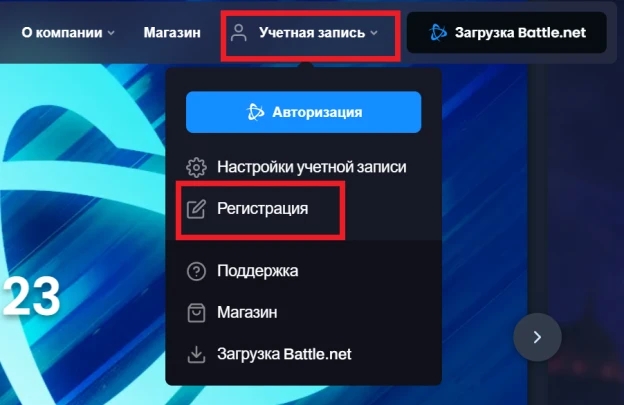 О компании
Магазин
Учетная запись
Загрузка Battle.net
Авторизация
Настройки учетной записи
Регистрация
Поддержка
Магазин
Загрузка Battle.net
23